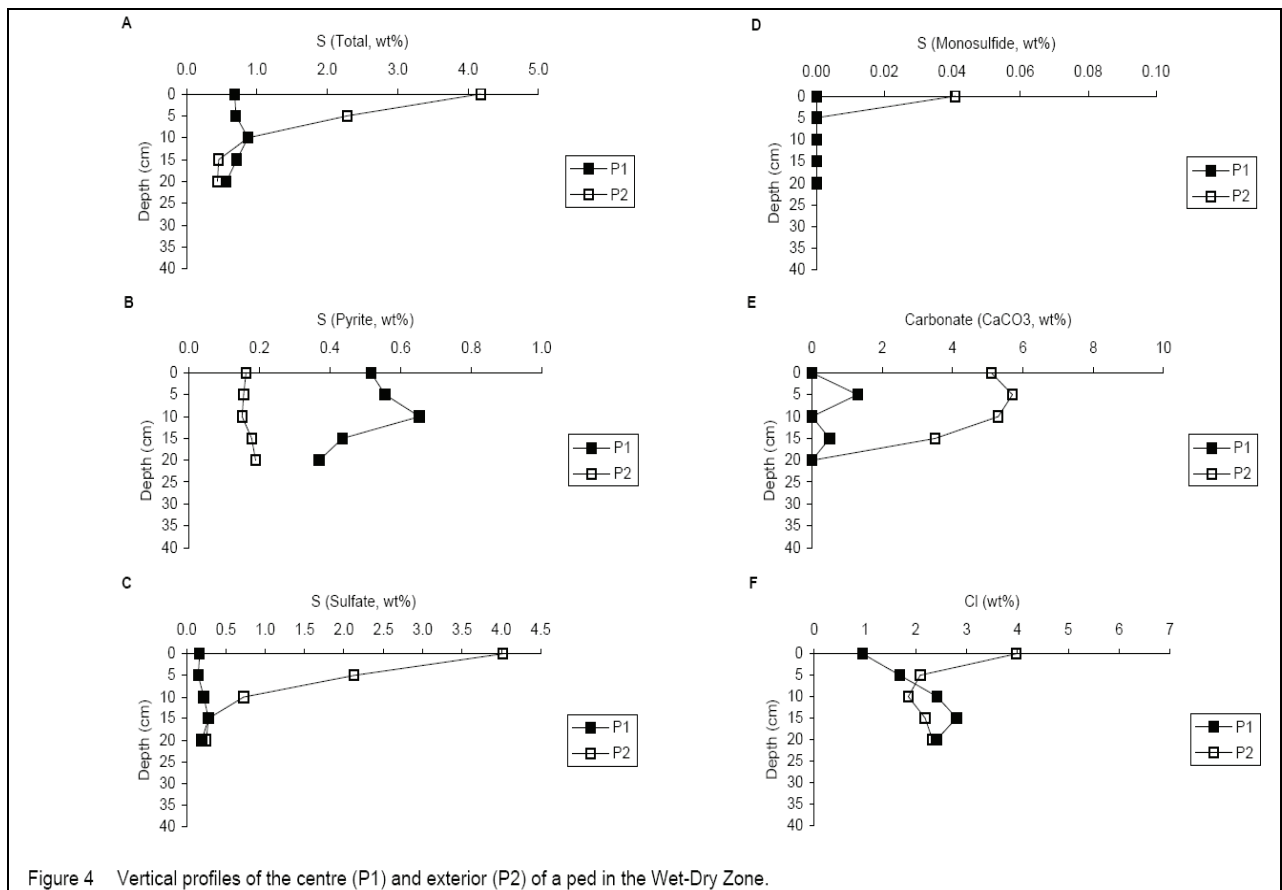 A
S (Total, wt%)
0.0 1.0 2.0 3.0 4.0 5.0
0
5
10
15
20
25
30
35
40
Depth (cm)
P1
P2
B
S (Pyrite, wt%)
0.0 0.2 0.4 0.6 0.8 1.0
0
5
10
15
20
25
30
35
40
Depth (cm)
P1
P2
C
S (Sulfate, wt%)
0.0 0.5 1.0 1.5 2.0 2.5 3.0 3.5 4.0 4.5
0
5
10
15
20
25
30
35
40
Depth (cm)
P1
P2
D
S (Monosulfide, wt%)
0.00 0.02 0.04 0.06 0.08 0.10
0
5
10
15
20
25
30
35
40
Depth (cm)
P1
P2
E
Carbonate (CaCO3, wt%)
0 2 4 6 8 10
0
5
10
15
20
25
30
35
40
Depth (cm)
P1
P2
F
Cl (wt%)
0 1 2 3 4 5 6 7
0
5
10
15
20
25
30
35
40
Depth (cm)
P1
P2
Figure 4 Vertical profiles of the centre (P1) and exterior (P2) of a ped in the Wet-Dry Zone.